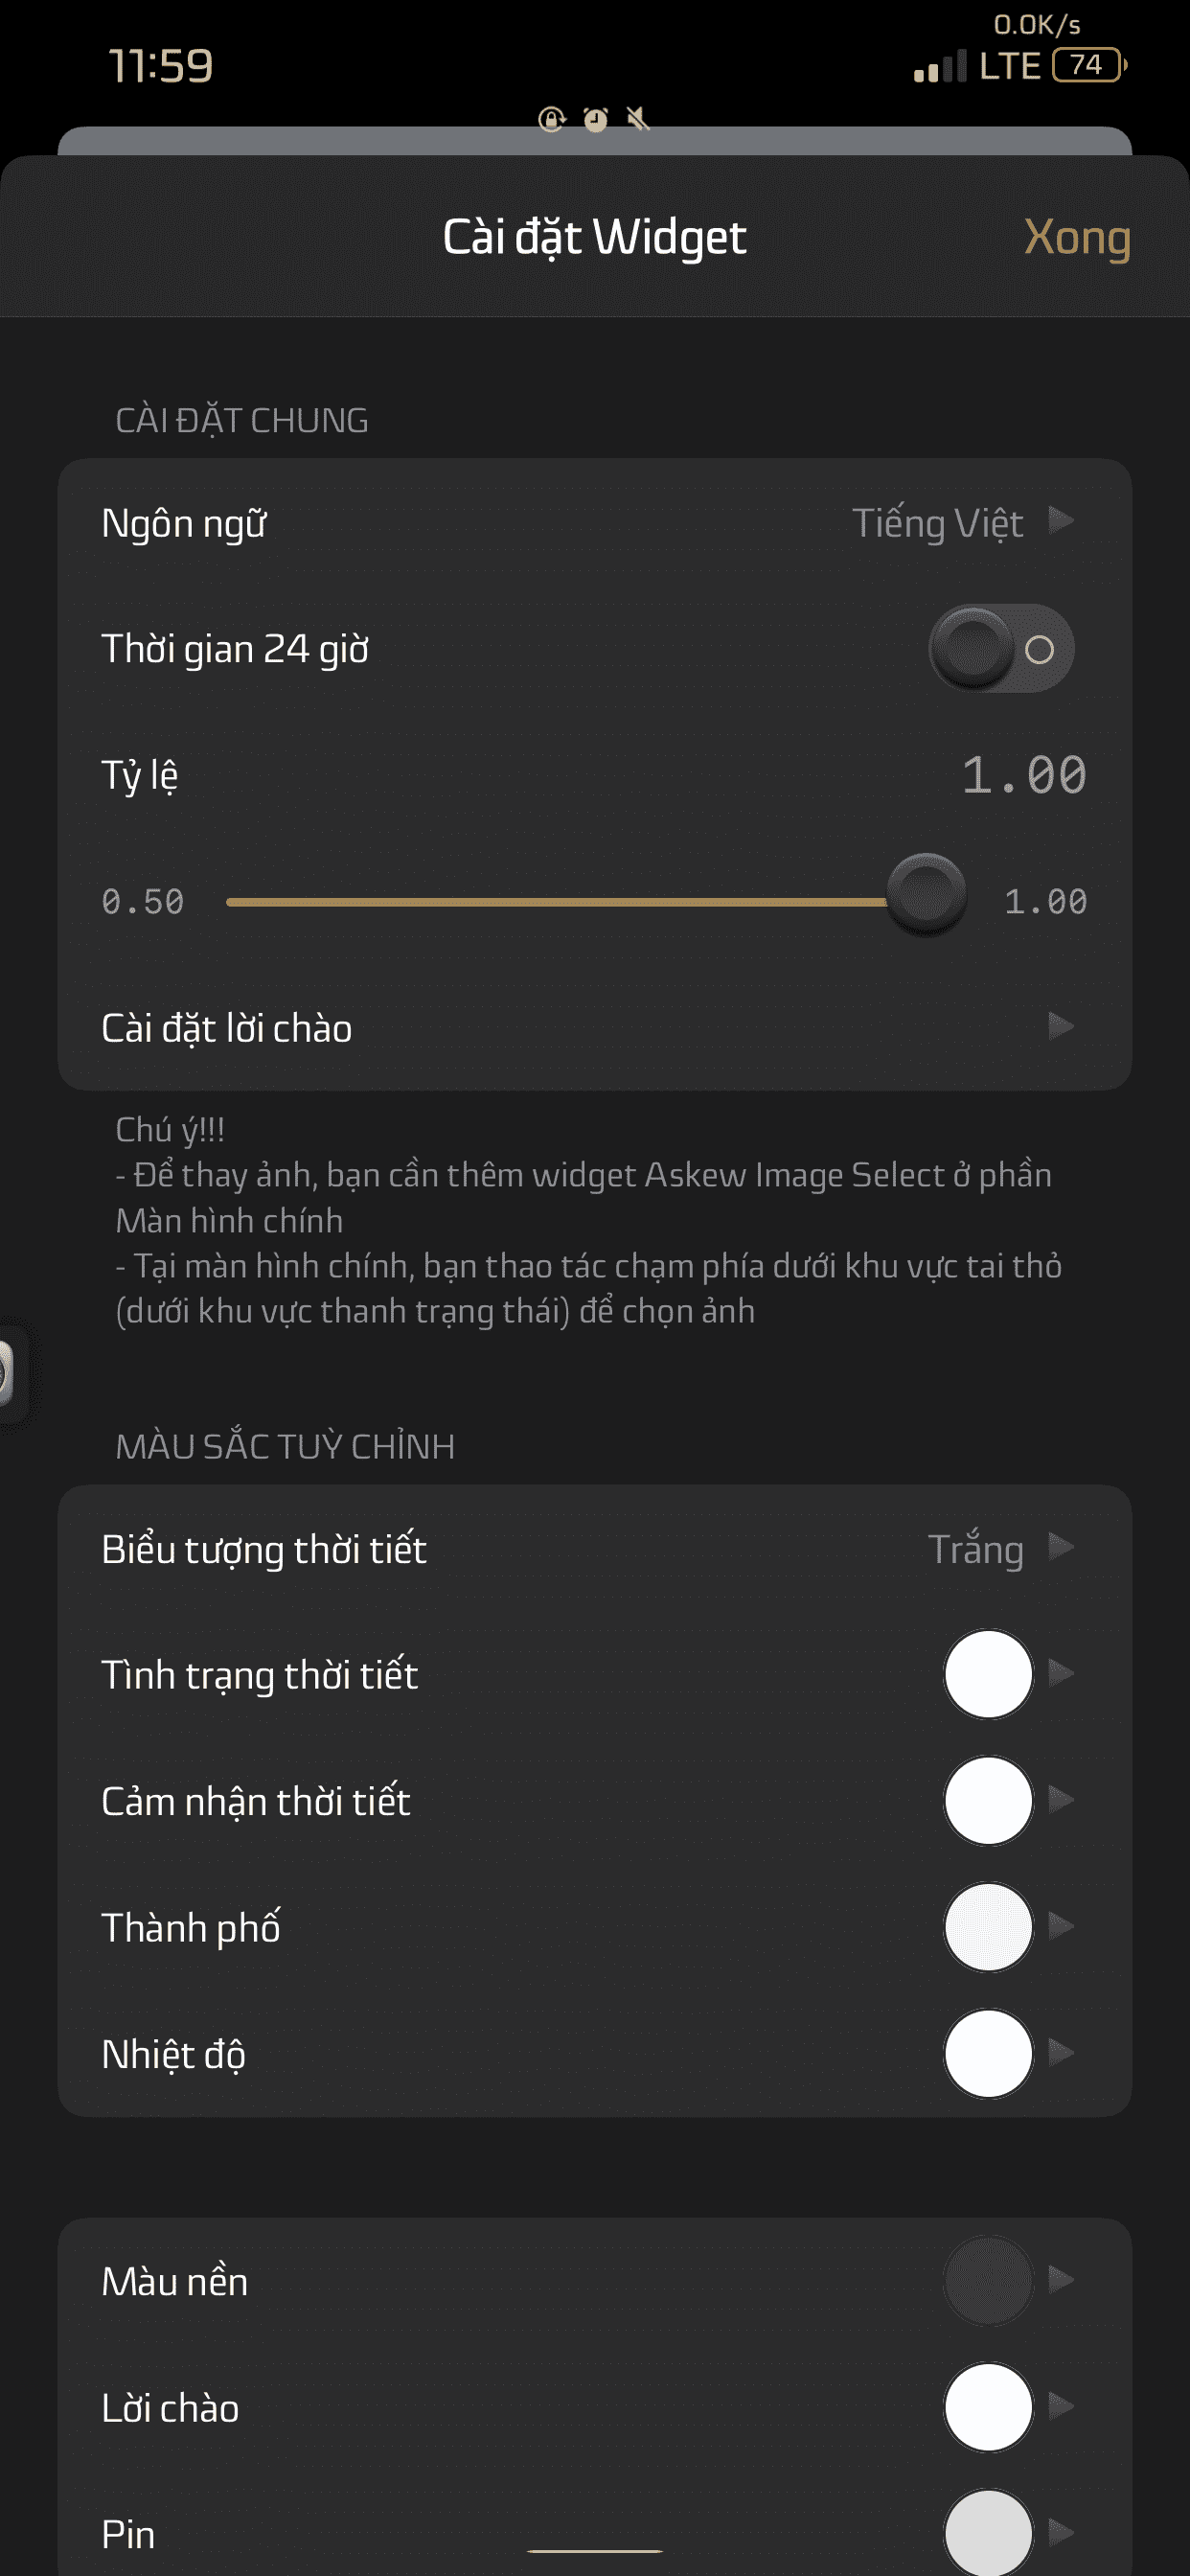 0.0K/s
11:59
LTE 74
Cài đặt Widget
Xong
CÀI ĐẶT CHUNG
Ngôn ngữ
Tiếng Việt
Thời gian 24 giờ
Tỷ lệ
1.00
0.50
1.00
Cài đặt lời chào
Chú ý!!!
- Để thay ảnh, bạn cần thêm widget Askew Image Select ở phần
Màn hình chính
- Tại màn hình chính, bạn thao tác chạm phía dưới khu vực tai thỏ
(dưới khu vực thanh trạng thái) để chọn ảnh
MÀU SẮC TUỲ CHỈNH
Biểu tượng thời tiết
Trắng
Tình trạng thời tiết
Cảm nhận thời tiết
Thành phố
Nhiệt độ
Màu nền
Lời chào
Pin